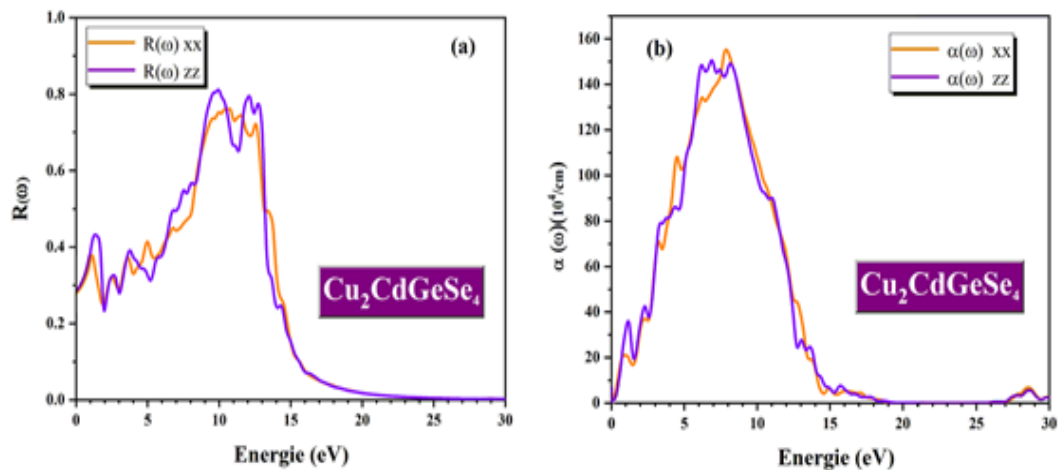 1.0
0.8
0.6
0.4
0.2
0.0
R(ω)
R(ω) xx
R(ω) zz
(a)
Cu₂CdGeSe₄
0 5 10 15 20 25 30
Energie (eV)
160
140
120
100
80
60
40
20
0
α (ω)(10⁴/cm)
(b)
α(ω) xx
α(ω) zz
Cu₂CdGeSe₄
0 5 10 15 20 25 30
Energie (eV)